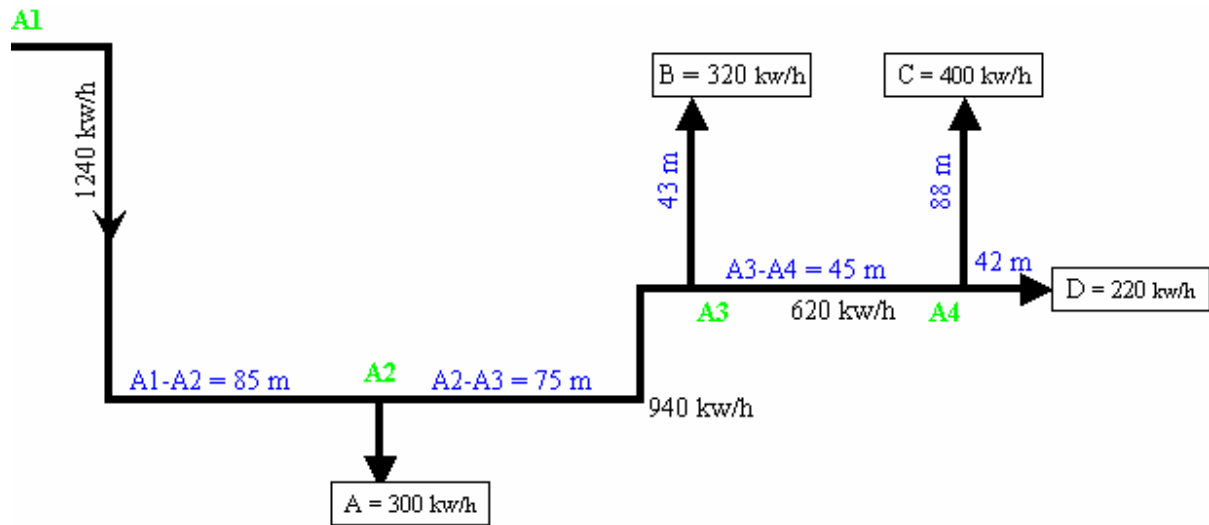 A1
1240 kw/h
B = 320 kw/h
C = 400 kw/h
43 m
88 m
A3-A4 = 45 m
42 m
D = 220 kw/h
A3
620 kw/h
A4
A1-A2 = 85 m
A2
A2-A3 = 75 m
940 kw/h
A = 300 kw/h